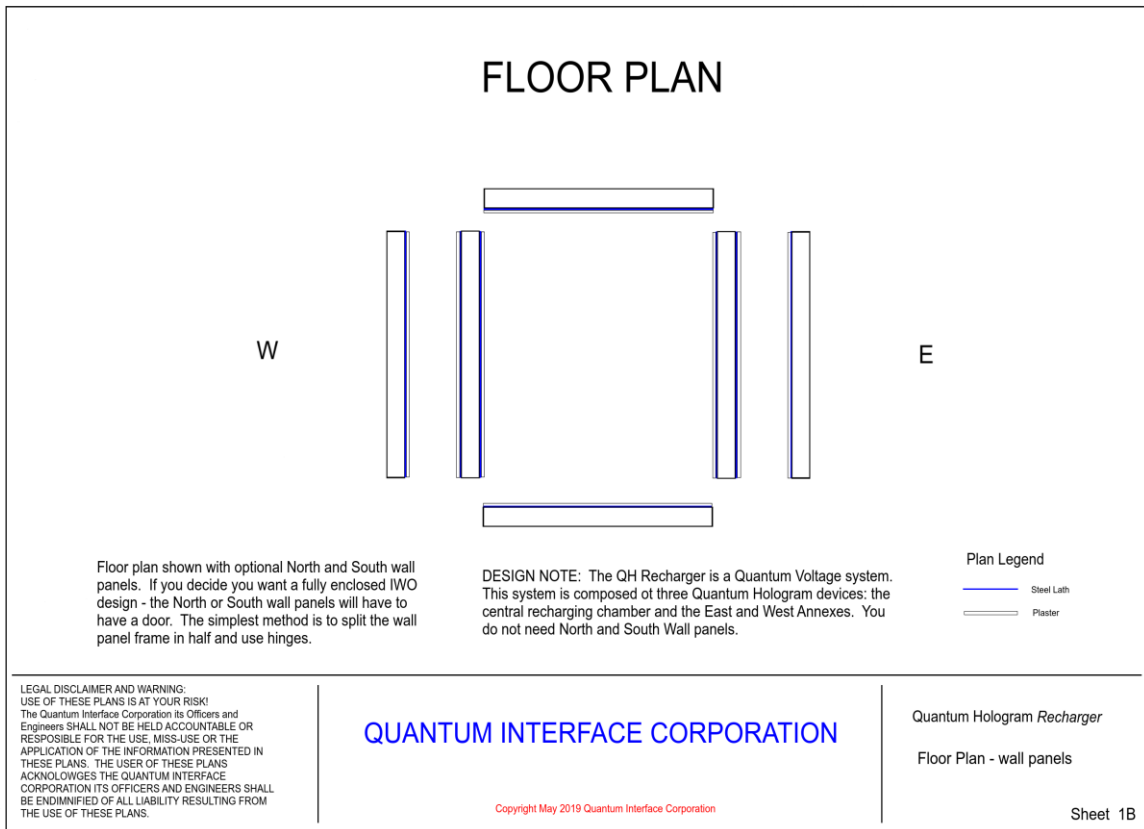 FLOOR PLAN
W
E
Floor plan shown with optional North and South wall
panels. If you decide you want a fully enclosed IWO
design - the North or South wall panels will have to
have a door. The simplest method is to split the wall
panel frame in half and use hinges.
DESIGN NOTE: The QH Recharger is a Quantum Voltage system.
This system is composed ot three Quantum Hologram devices: the
central recharging chamber and the East and West Annexes. You
do not need North and South Wall panels.
Plan Legend
Steel Lath
Plaster
LEGAL DISCLAIMER AND WARNING:
USE OF THESE PLANS IS AT YOUR RISK!
The Quantum Interface Corporation its Officers and
Engineers SHALL NOT BE HELD ACCOUNTABLE OR
RESPOSIBLE FOR THE USE, MISS-USE OR THE
APPLICATION OF THE INFORMATION PRESENTED IN
THESE PLANS. THE USER OF THESE PLANS
ACKNOLOWGES THE QUANTUM INTERFACE
CORPORATION ITS OFFICERS AND ENGINEERS SHALL
BE ENDIMNIFIED OF ALL LIABILITY RESULTING FROM
THE USE OF THESE PLANS.
QUANTUM INTERFACE CORPORATION
Copyright May 2019 Quantum Interface Corporation
Quantum Hologram Recharger
Floor Plan - wall panels
Sheet 1B